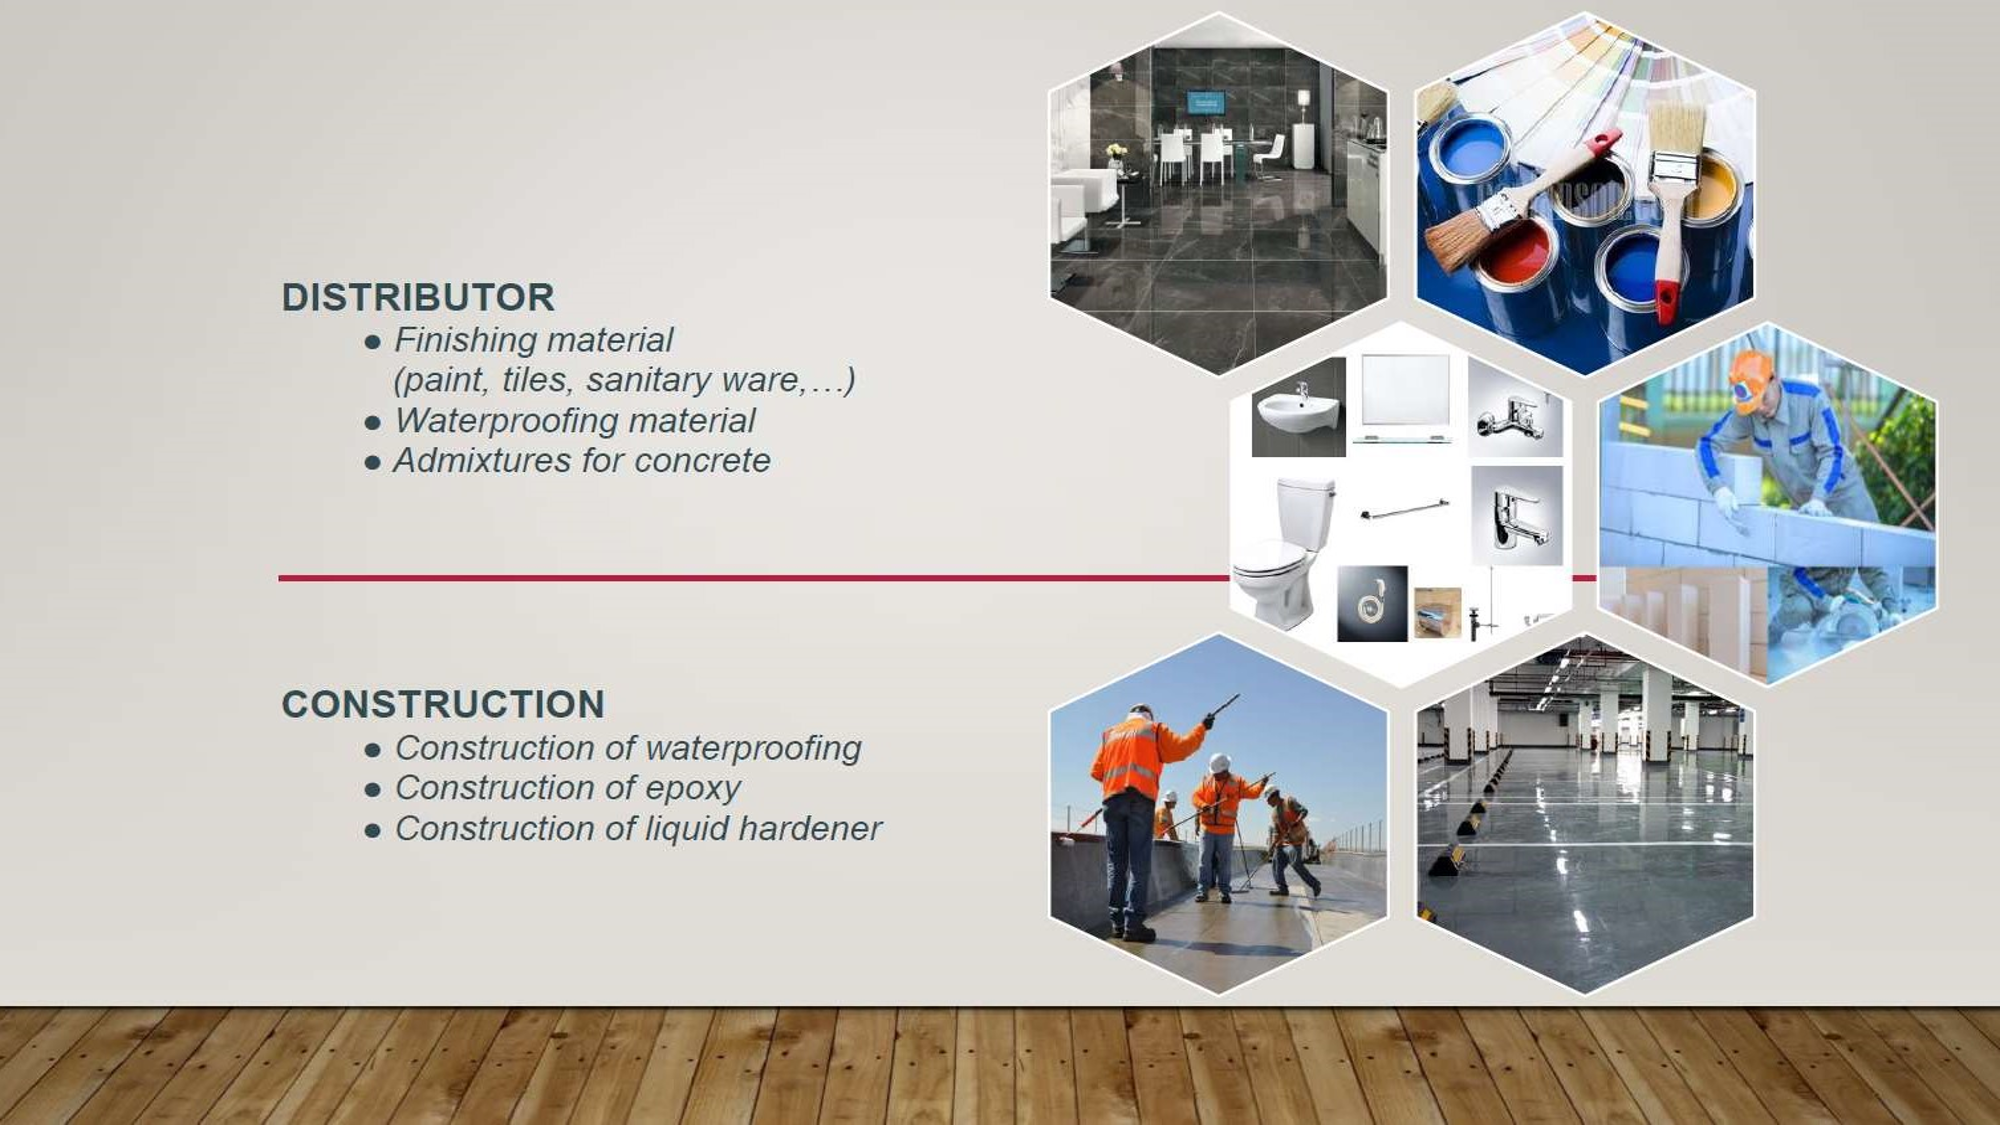 DISTRIBUTOR
● Finishing material
(paint, tiles, sanitary ware,…)
● Waterproofing material
● Admixtures for concrete
CONSTRUCTION
● Construction of waterproofing
● Construction of epoxy
● Construction of liquid hardener